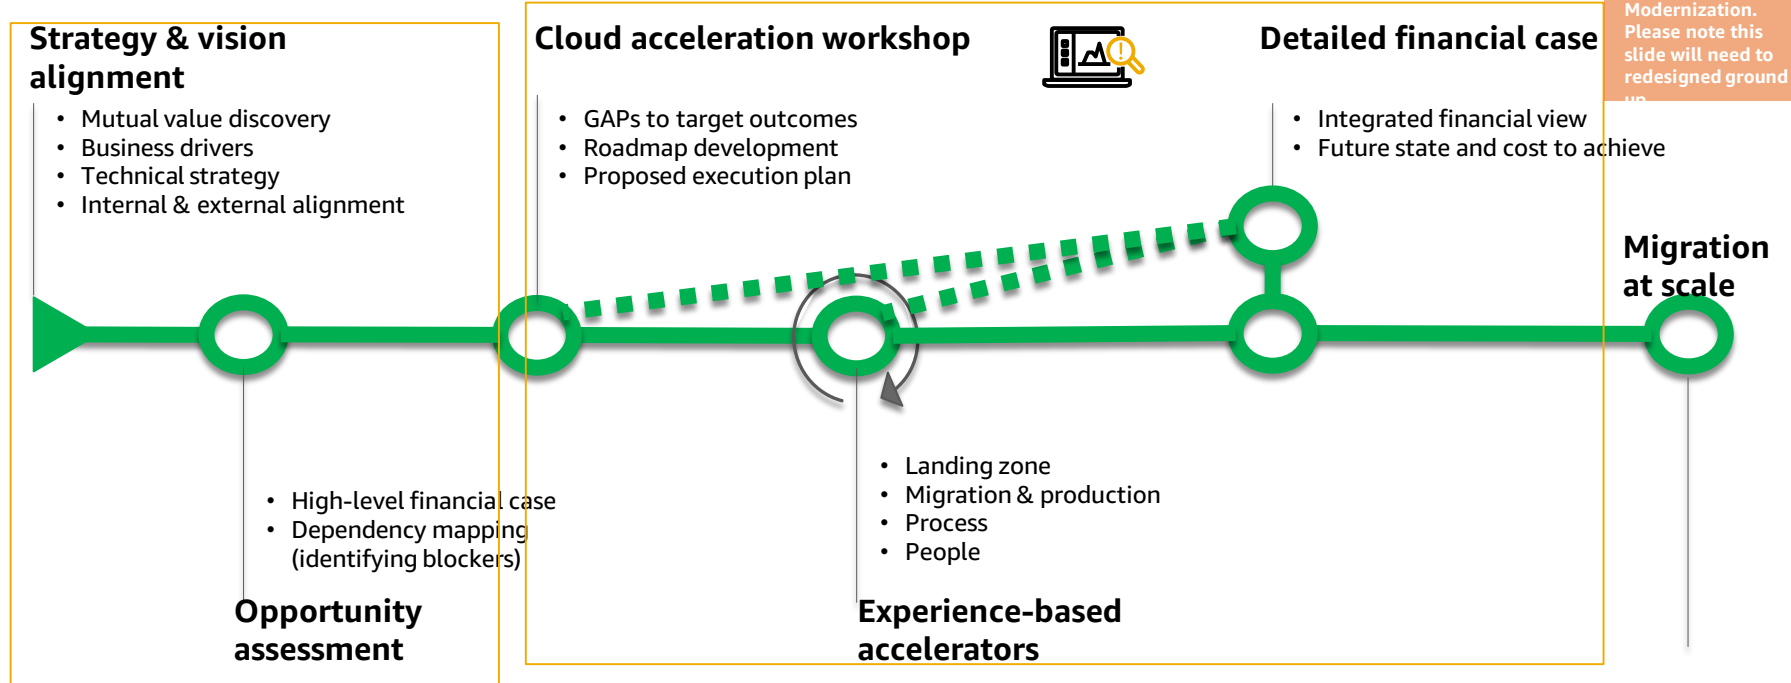 Strategy & vision
alignment
• Mutual value discovery
• Business drivers
• Technical strategy
• Internal & external alignment
Cloud acceleration workshop
• GAPs to target outcomes
• Roadmap development
• Proposed execution plan
Detailed financial case
• Integrated financial view
• Future state and cost to achieve
Modernization.
Please note this
slide will need to
redesigned ground
up
Migration
at scale
• High-level financial case
• Dependency mapping
(identifying blockers)
Opportunity
assessment
• Landing zone
• Migration & production
• Process
• People
Experience-based
accelerators